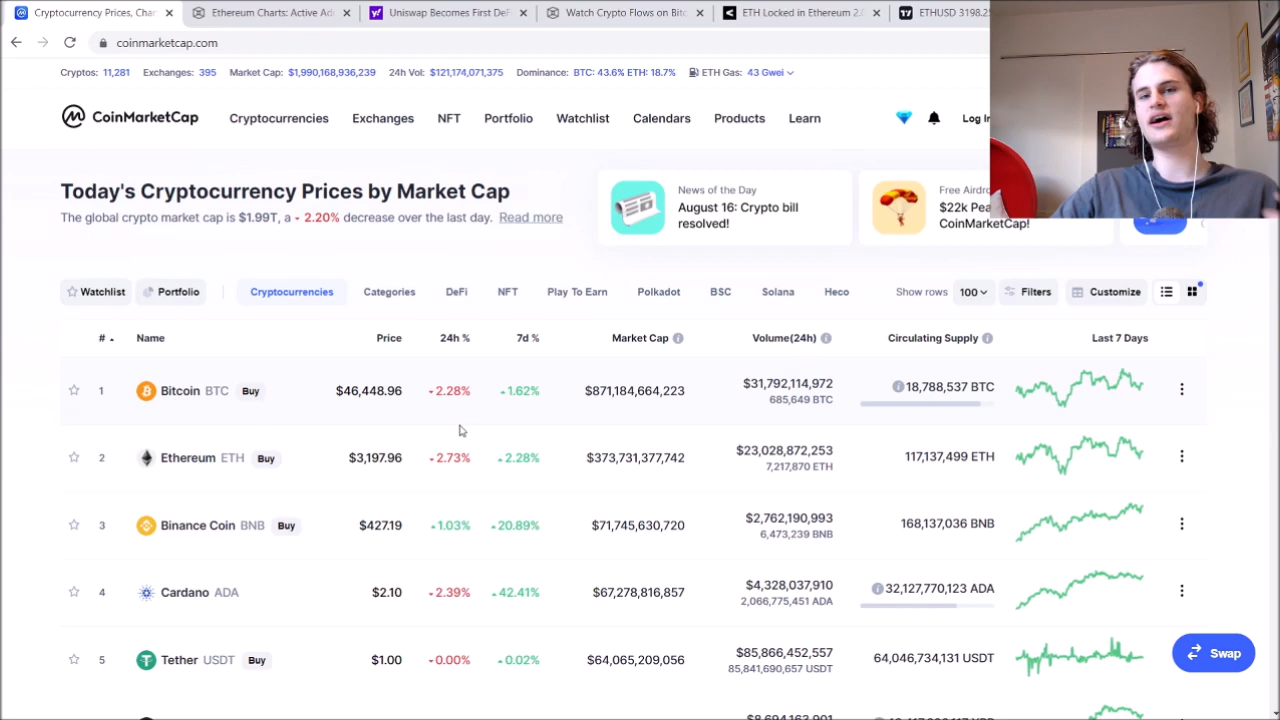 Cryptocurrency Prices, Char
Ethereum Charts: Active Ad
Uniswap Becomes First DeF
Watch Crypto Flows on Bitc
ETH Locked in Ethereum 2.
ETHUSD 3198.2
coinmarketcap.com
Cryptos: 11,281 Exchanges: 395 Market Cap: $1,990,168,936,239 24h Vol: $121,174,071,375 Dominance: BTC: 43.6% ETH: 18.7% ETH Gas: 43 Gwei
CoinMarketCap Cryptocurrencies Exchanges NFT Portfolio Watchlist Calendars Products Learn Log In
Today's Cryptocurrency Prices by Market Cap
The global crypto market cap is $1.99T, a 2.20% decrease over the last day. Read more
News of the Day
August 16: Crypto bill
resolved!
Free Airdr
$22k Pea
CoinMarketCap!
Watchlist Portfolio Cryptocurrencies Categories DeFi NFT Play To Earn Polkadot BSC Solana Heco Show rows 100 Filters Customize
# Name Price 24h % 7d % Market Cap Volume(24h) Circulating Supply Last 7 Days
1 Bitcoin BTC Buy $46,448.96 2.28% 1.62% $871,184,664,223 $31,792,114,972 18,788,537 BTC
685,649 BTC
2 Ethereum ETH Buy $3,197.96 2.73% 2.28% $373,731,377,742 $23,028,872,253 117,137,499 ETH
7,217,870 ETH
3 Binance Coin BNB Buy $427.19 1.03% 20.89% $71,745,630,720 $2,762,190,993 168,137,036 BNB
6,473,239 BNB
4 Cardano ADA $2.10 2.39% 42.41% $67,278,816,857 $4,328,037,910 32,127,770,123 ADA
2,066,775,451 ADA
5 Tether USDT Buy $1.00 0.00% 0.02% $64,065,209,056 $85,866,452,557 64,046,734,131 USDT
85,841,690,657 USDT
Swap